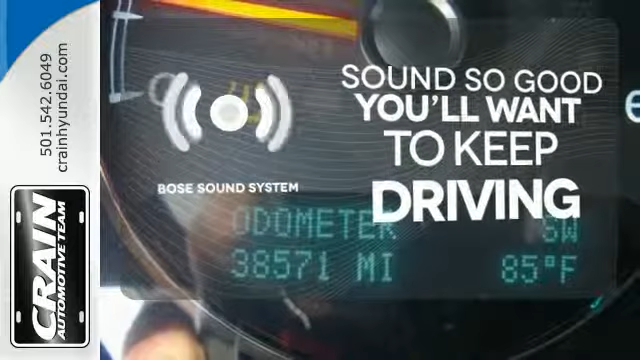 501.542.6049
crainhyundai.com
CRAIN
AUTOMOTIVE TEAM
BOSE SOUND SYSTEM
SOUND SO GOOD
YOU'LL WANT
TO KEEP
DRIVING
ODOMETER SW
38571 MI 85°F
e